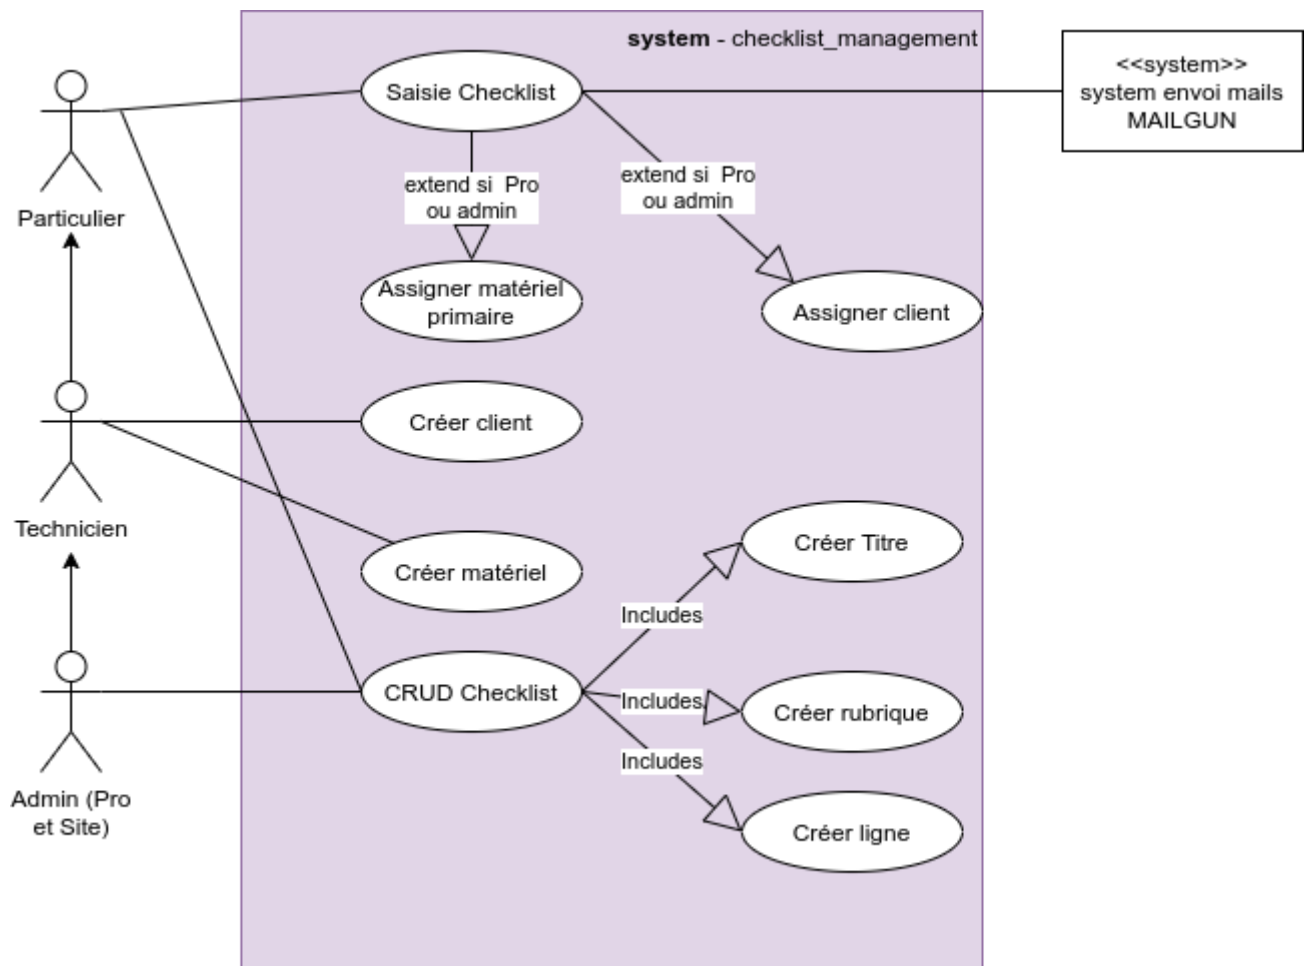 system - checklist_management
<<system>>
system envoi mails
MAILGUN
Saisie Checklist
Particulier
extend si  Pro
ou admin
extend si  Pro
ou admin
Assigner matériel
primaire
Assigner client
Créer client
Technicien
Créer matériel
Créer Titre
Includes
CRUD Checklist
Includes
Créer rubrique
Includes
Admin (Pro
et Site)
Créer ligne